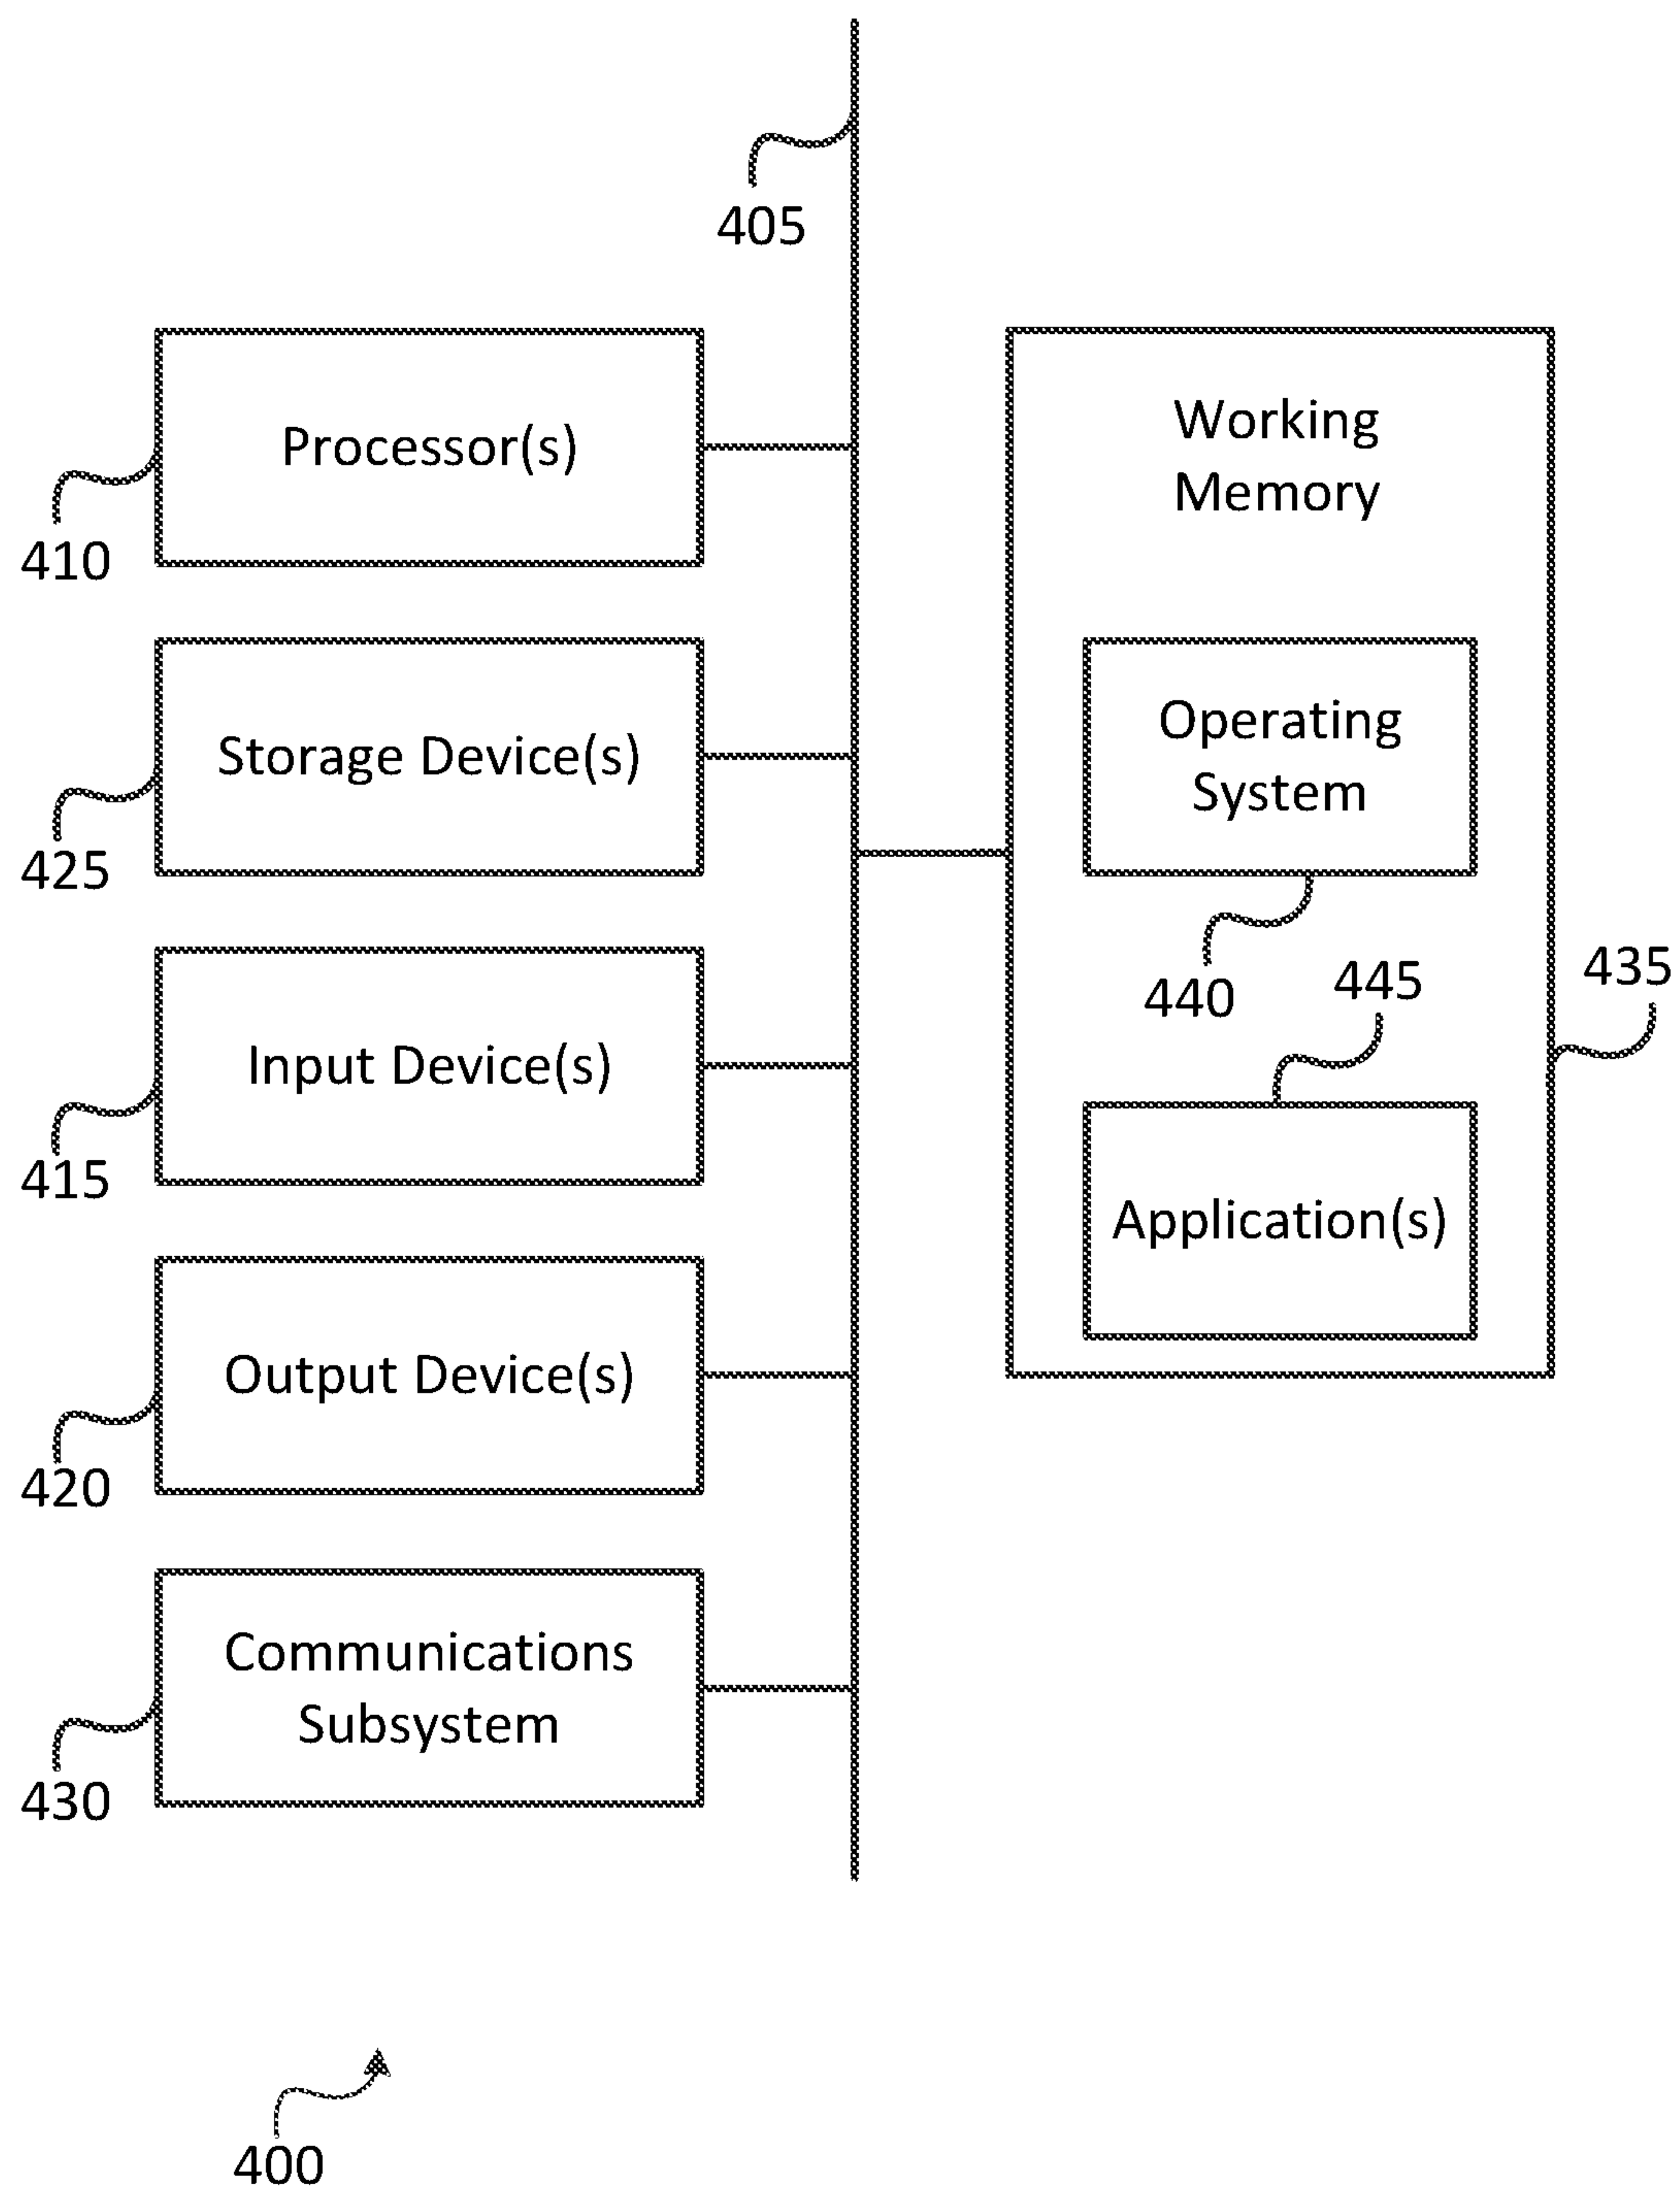 405
Processor(s)
410
Storage Device(s)
425
Input Device(s)
415
Output Device(s)
420
Communications
Subsystem
430
Working
Memory
Operating
System
440
445
435
Application(s)
400